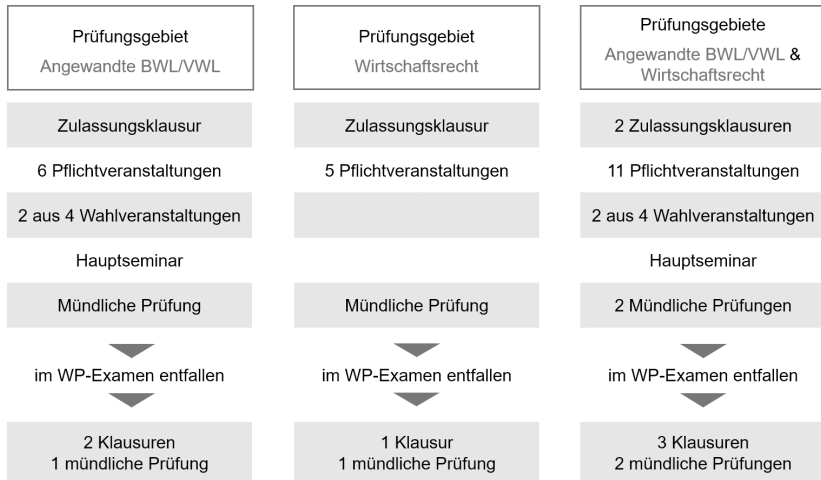 Prüfungsgebiet
Angewandte BWL/VWL
Zulassungsklausur
6 Pflichtveranstaltungen
2 aus 4 Wahlveranstaltungen
Hauptseminar
Mündliche Prüfung
im WP-Examen entfallen
2 Klausuren
1 mündliche Prüfung
Prüfungsgebiet
Wirtschaftsrecht
Zulassungsklausur
5 Pflichtveranstaltungen
Mündliche Prüfung
im WP-Examen entfallen
1 Klausur
1 mündliche Prüfung
Prüfungsgebiete
Angewandte BWL/VWL &
Wirtschaftsrecht
2 Zulassungsklausuren
11 Pflichtveranstaltungen
2 aus 4 Wahlveranstaltungen
Hauptseminar
2 Mündliche Prüfungen
im WP-Examen entfallen
3 Klausuren
2 mündliche Prüfungen